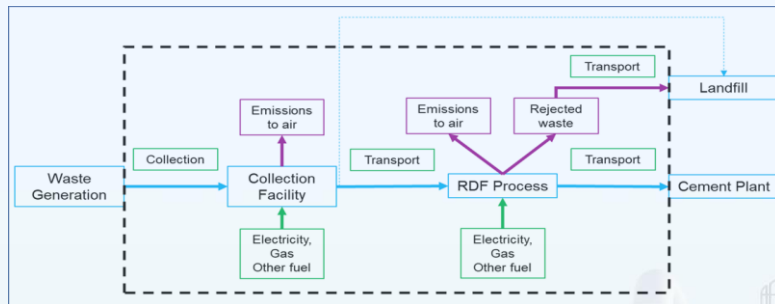 Transport
Landfill
Emissions
to air
Emissions
to air
Rejected
waste
Collection
Transport
Transport
Waste
Generation
Collection
Facility
RDF Process
Cement Plant
Electricity,
Gas
Other fuel
Electricity,
Gas
Other fuel